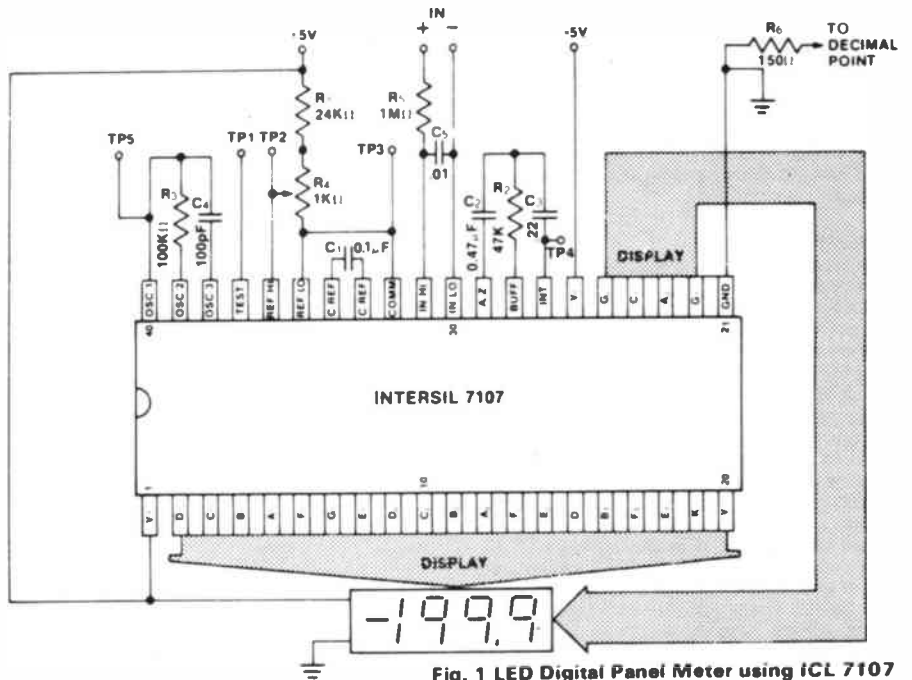 IN
+ -
-5V
-5V
R6
150Ω
TO
DECIMAL
POINT
24KΩ
R5
1MΩ
C5
.01
TP5
TP1
TP2
TP3
R4
1KΩ
R3
100KΩ
C4
100pF
C1
0.1µF
C2
0.47µF
R2
47K
C3
22
TP4
DISPLAY
OSC 1
OSC 2
OSC 3
TEST
REF HI
REF LO
C REF
C REF
COMM
IN HI
IN LO
A Z
BUFF
INT
V
G
C
A
G
GND
40
30
21
INTERSIL 7107
1
10
20
V
D
C
B
A
F
G
E
D
C
B
A
F
E
D
B
F
E
K
V
DISPLAY
-199.9
Fig. 1 LED Digital Panel Meter using ICL 7107